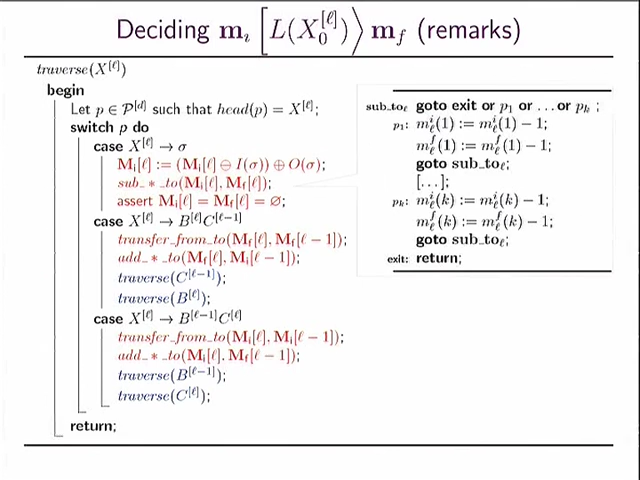 Deciding m_ı [L(X_0^{[ℓ]})⟩ m_f (remarks)
traverse(X^{[ℓ]})
begin
Let p ∈ P^{[d]} such that head(p) = X^{[ℓ]};
switch p do
case X^{[ℓ]} → σ
M_i[ℓ] := (M_i[ℓ] ⊖ I(σ)) ⊕ O(σ);
sub_∗_to(M_i[ℓ], M_f[ℓ]);
assert M_i[ℓ] = M_f[ℓ] = ∅;
case X^{[ℓ]} → B^{[ℓ]}C^{[ℓ−1]}
transfer_from_to(M_f[ℓ], M_f[ℓ − 1]);
add_∗_to(M_f[ℓ], M_i[ℓ − 1]);
traverse(C^{[ℓ−1]});
traverse(B^{[ℓ]});
case X^{[ℓ]} → B^{[ℓ−1]}C^{[ℓ]}
transfer_from_to(M_i[ℓ], M_i[ℓ − 1]);
add_∗_to(M_i[ℓ], M_f[ℓ − 1]);
traverse(B^{[ℓ−1]});
traverse(C^{[ℓ]});
return;
sub_to_ℓ goto exit or p_1 or ... or p_k ;
p_1: m_ℓ^i(1) := m_ℓ^i(1) − 1;
m_ℓ^f(1) := m_ℓ^f(1) − 1;
goto sub_to_ℓ;
[...];
p_k: m_ℓ^i(k) := m_ℓ^i(k) − 1;
m_ℓ^f(k) := m_ℓ^f(k) − 1;
goto sub_to_ℓ;
exit: return;